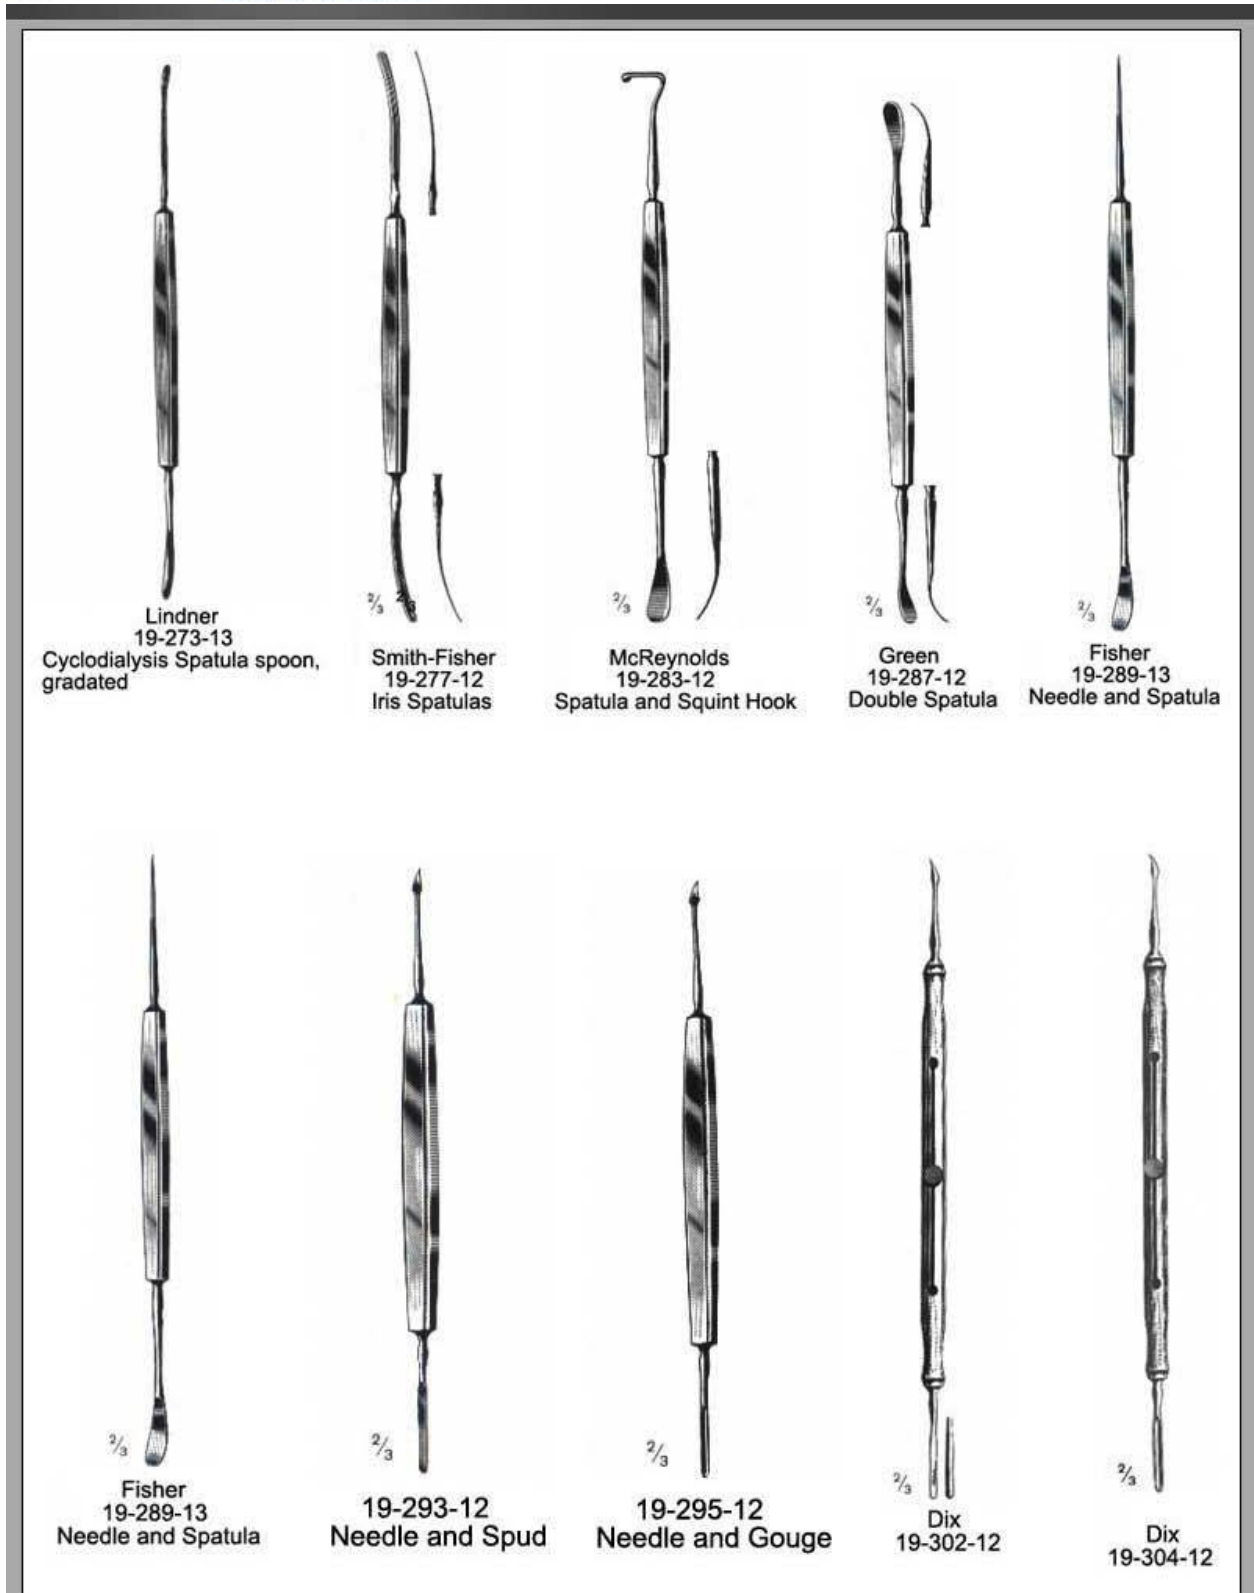 Lindner
19-273-13
Cyclodialysis Spatula spoon,
gradated
2/3
2/3
Smith-Fisher
19-277-12
Iris Spatulas
2/3
McReynolds
19-283-12
Spatula and Squint Hook
2/3
Green
19-287-12
Double Spatula
2/3
Fisher
19-289-13
Needle and Spatula
2/3
Fisher
19-289-13
Needle and Spatula
2/3
19-293-12
Needle and Spud
2/3
19-295-12
Needle and Gouge
2/3
Dix
19-302-12
2/3
Dix
19-304-12